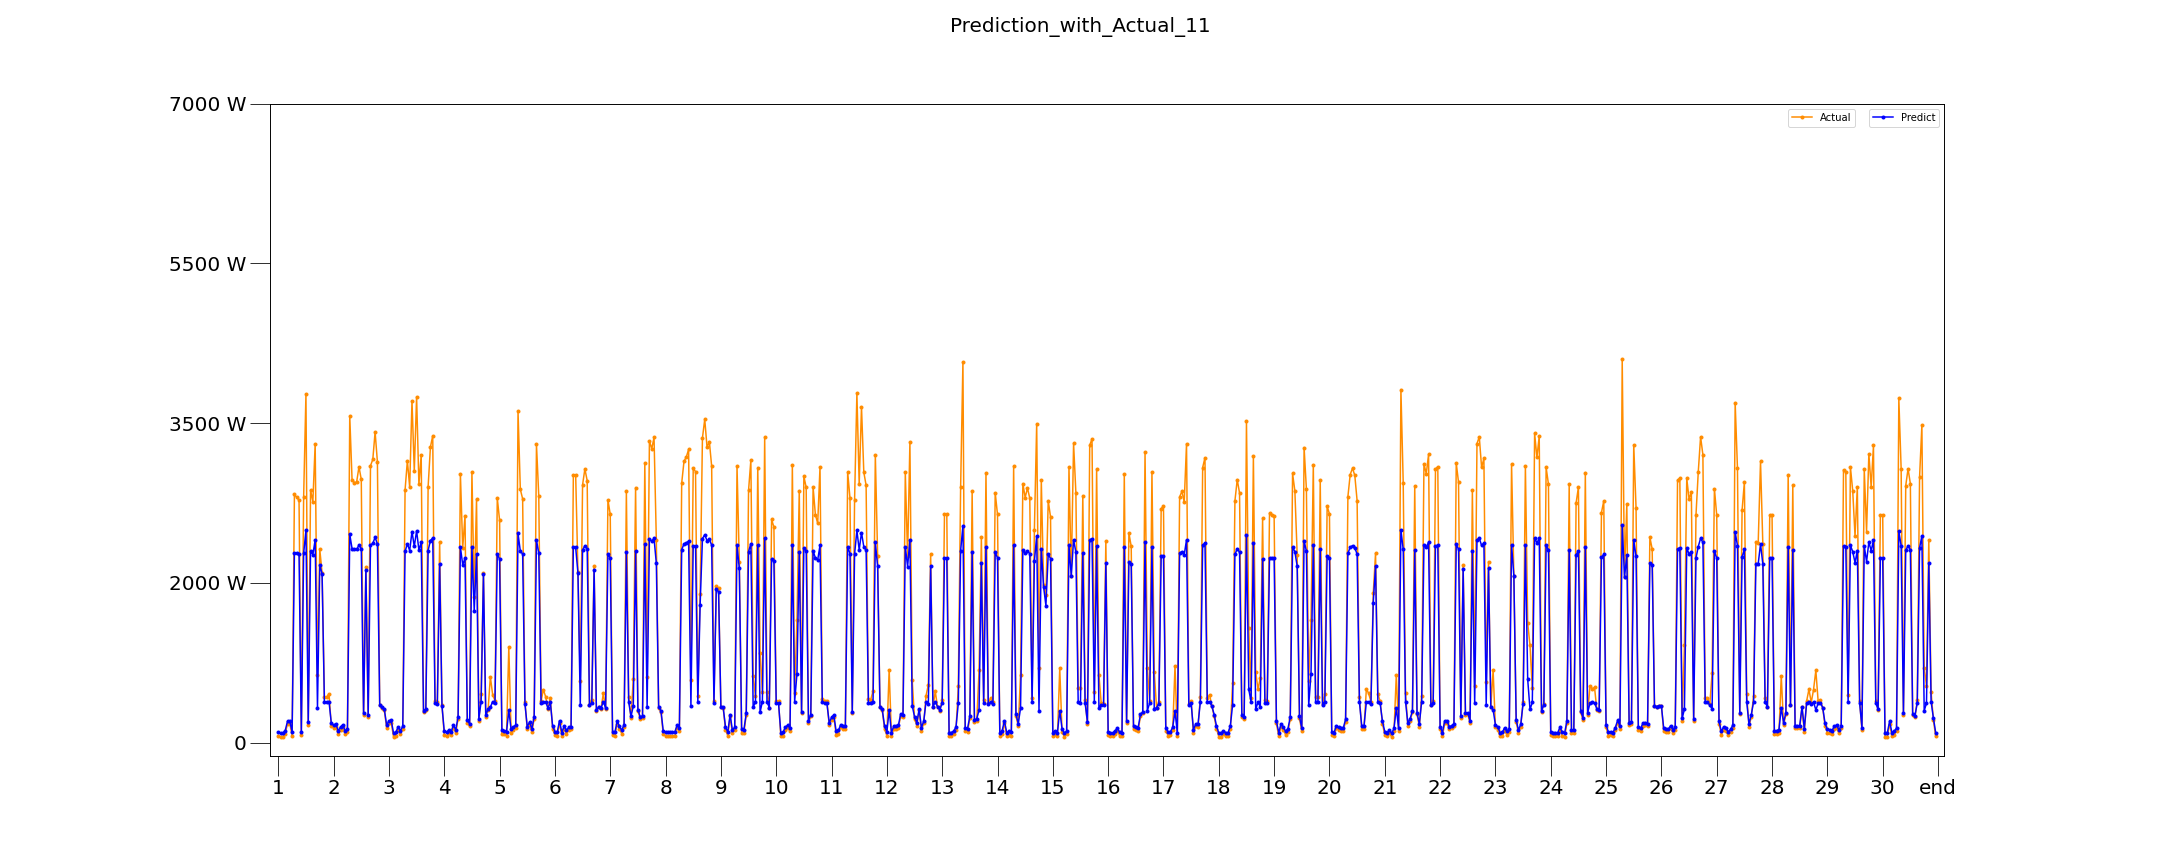 Prediction_with_Actual_11
7000 W
Actual Predict
5500 W
3500 W
2000 W
0
1 2 3 4 5 6 7 8 9 10 11 12 13 14 15 16 17 18 19 20 21 22 23 24 25 26 27 28 29 30 end